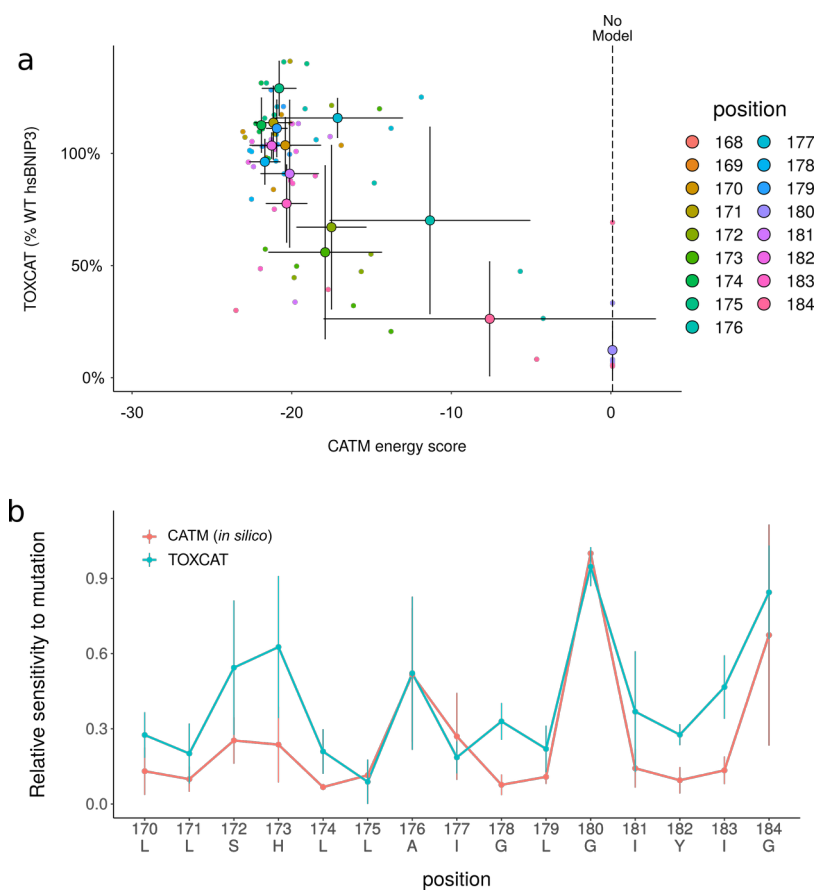 a
No
Model
TOXCAT (% WT hsBNIP3)
100%
50%
0%
-30
-20
-10
0
CATM energy score
position
168
169
170
171
172
173
174
175
176
177
178
179
180
181
182
183
184
b
CATM (in silico)
TOXCAT
Relative sensitivity to mutation
0.9
0.6
0.3
0.0
170 171 172 173 174 175 176 177 178 179 180 181 182 183 184
L L S H L L A I G L G I Y I G
position